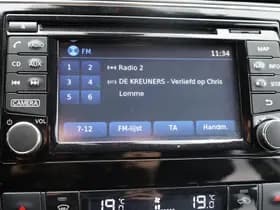 FM
11:34
1 2 Radio 2
3 4 DE KREUNERS - Verliefd op Chris
5 6 Lomme
7-12 FM-lijst TA Handm.
CD AUX
CAMERA
VOL
MAP
19
19